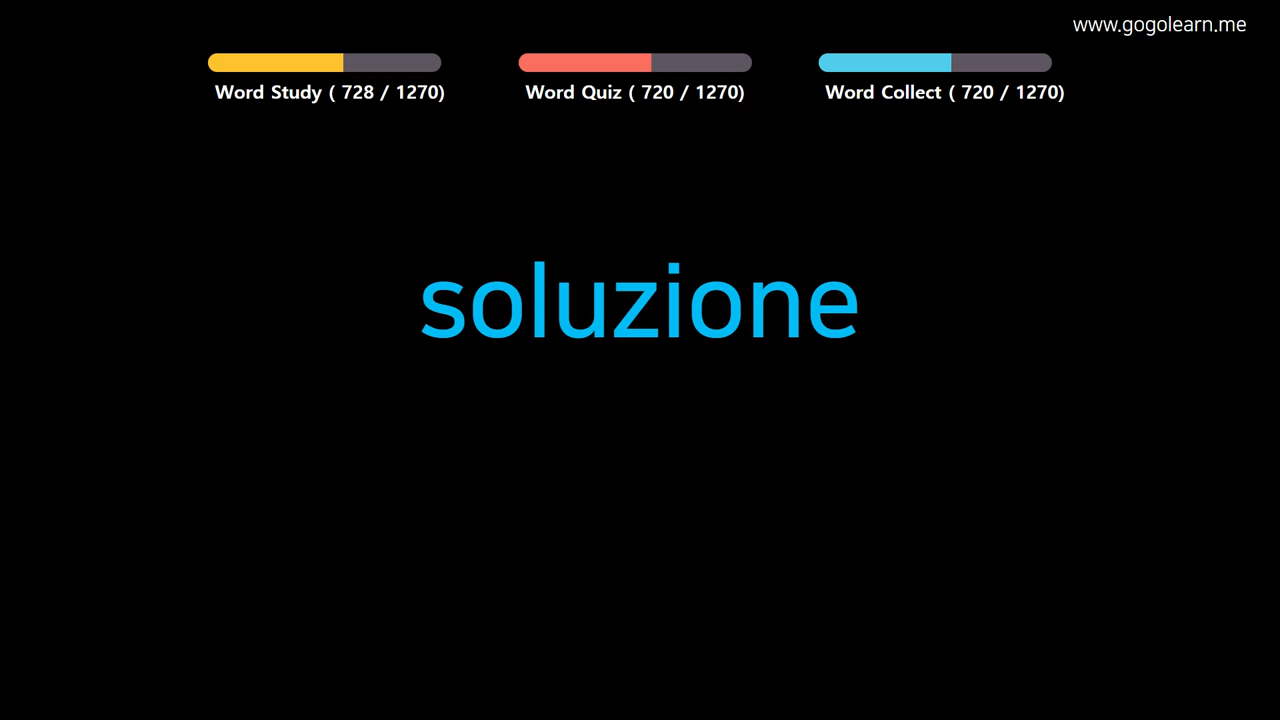 www.gogolearn.me
Word Study ( 728 / 1270)
Word Quiz ( 720 / 1270)
Word Collect ( 720 / 1270)
soluzione